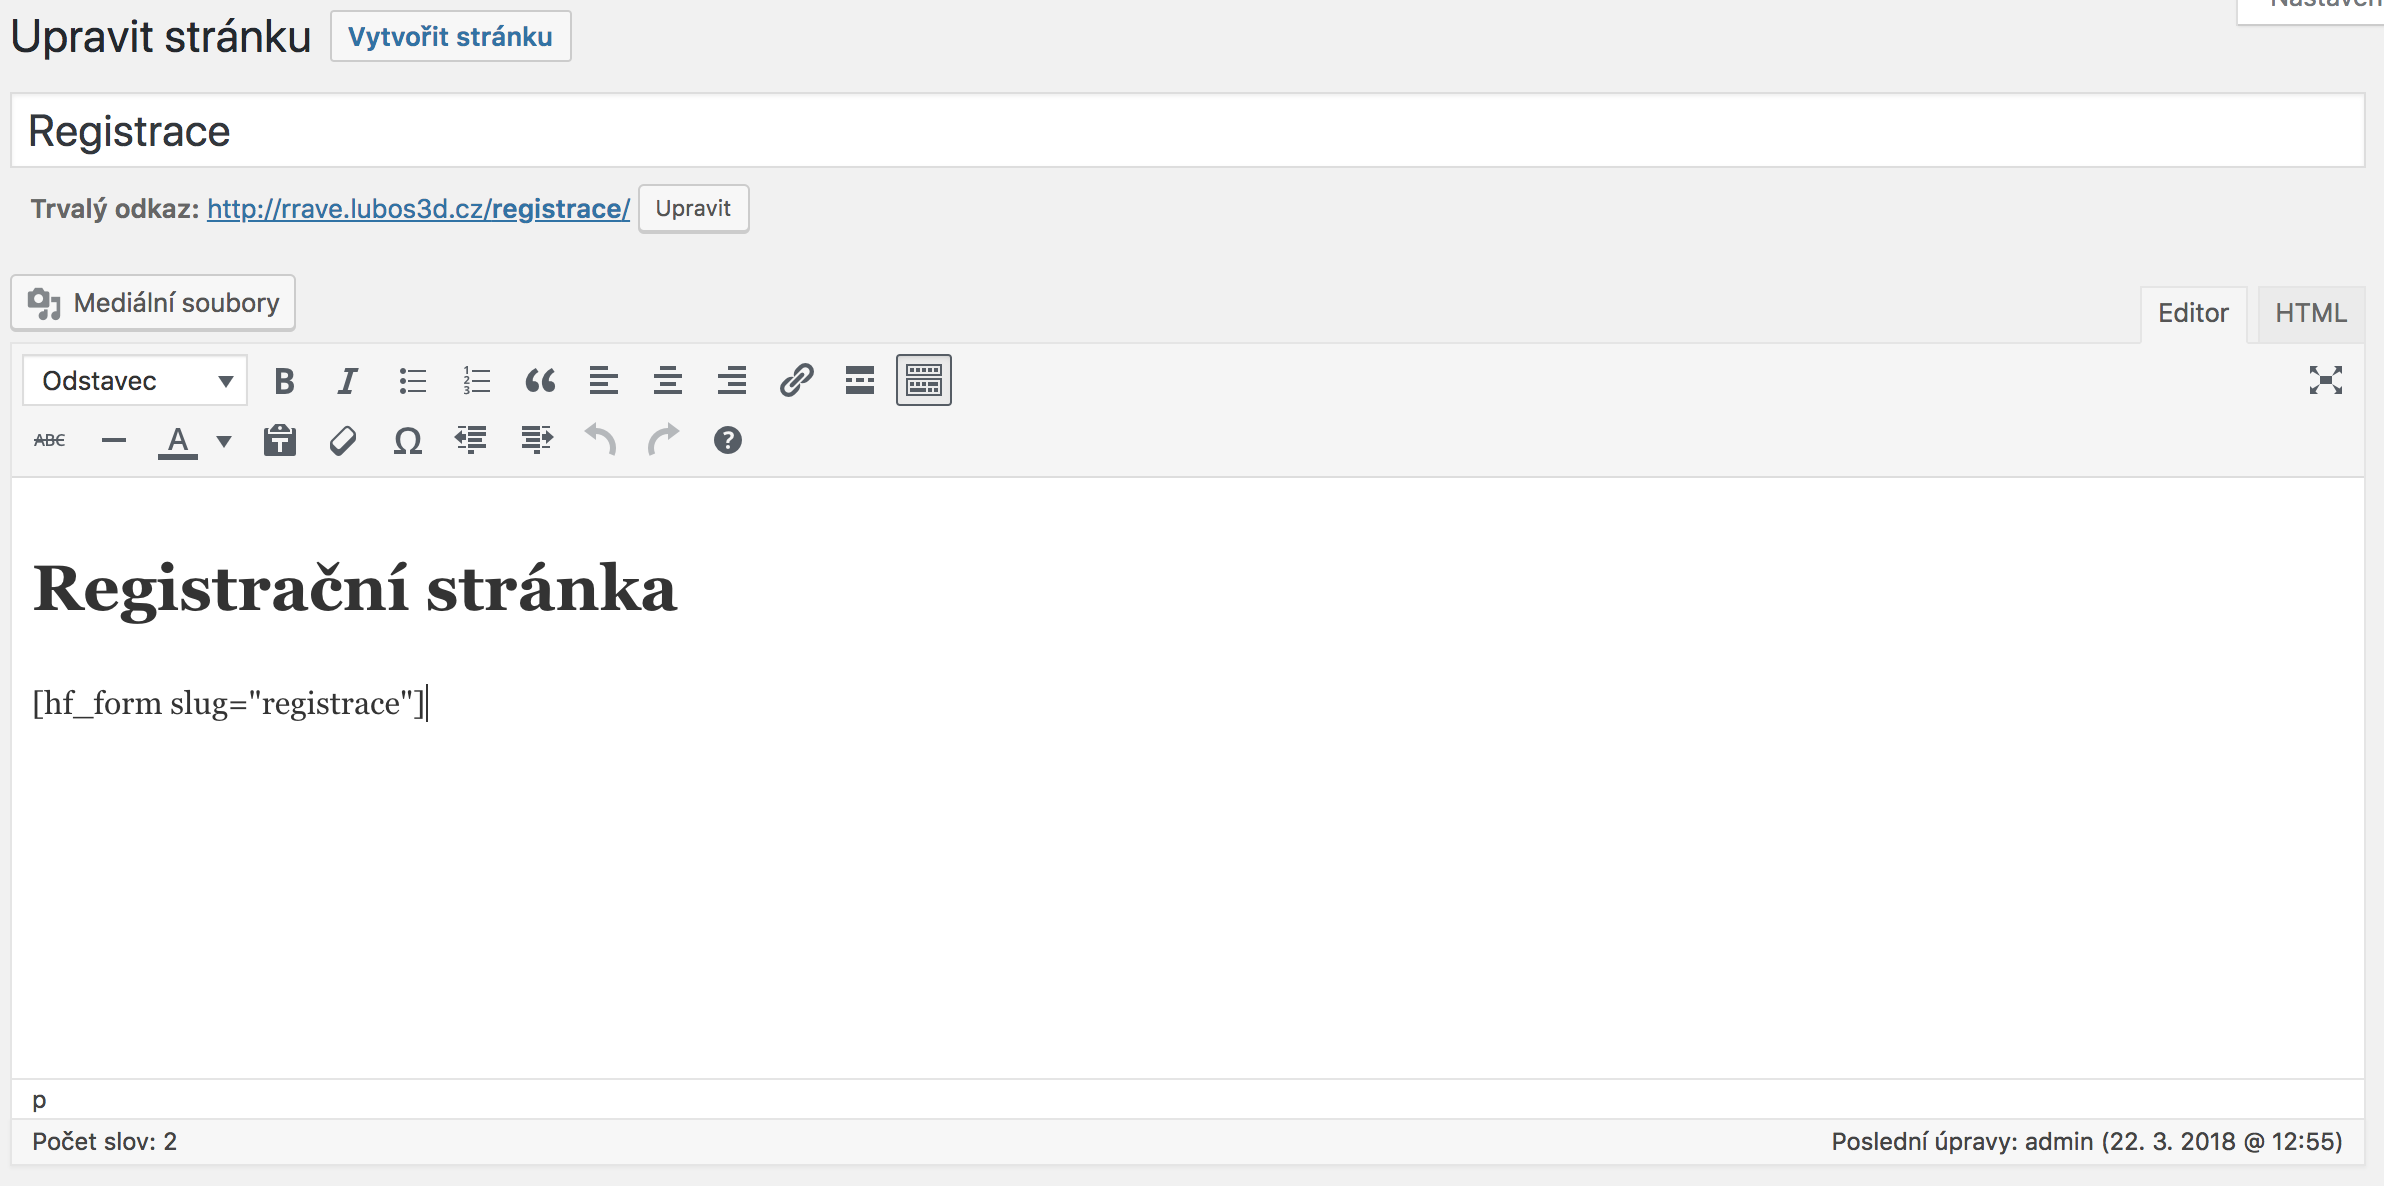 Upravit stránku Vytvořit stránku
Registrace
Trvalý odkaz: http://rrave.lubos3d.cz/registrace/ Upravit
Mediální soubory Editor HTML
Odstavec
Registrační stránka
[hf_form slug="registrace"]
p
Počet slov: 2 Poslední úpravy: admin (22. 3. 2018 @ 12:55)